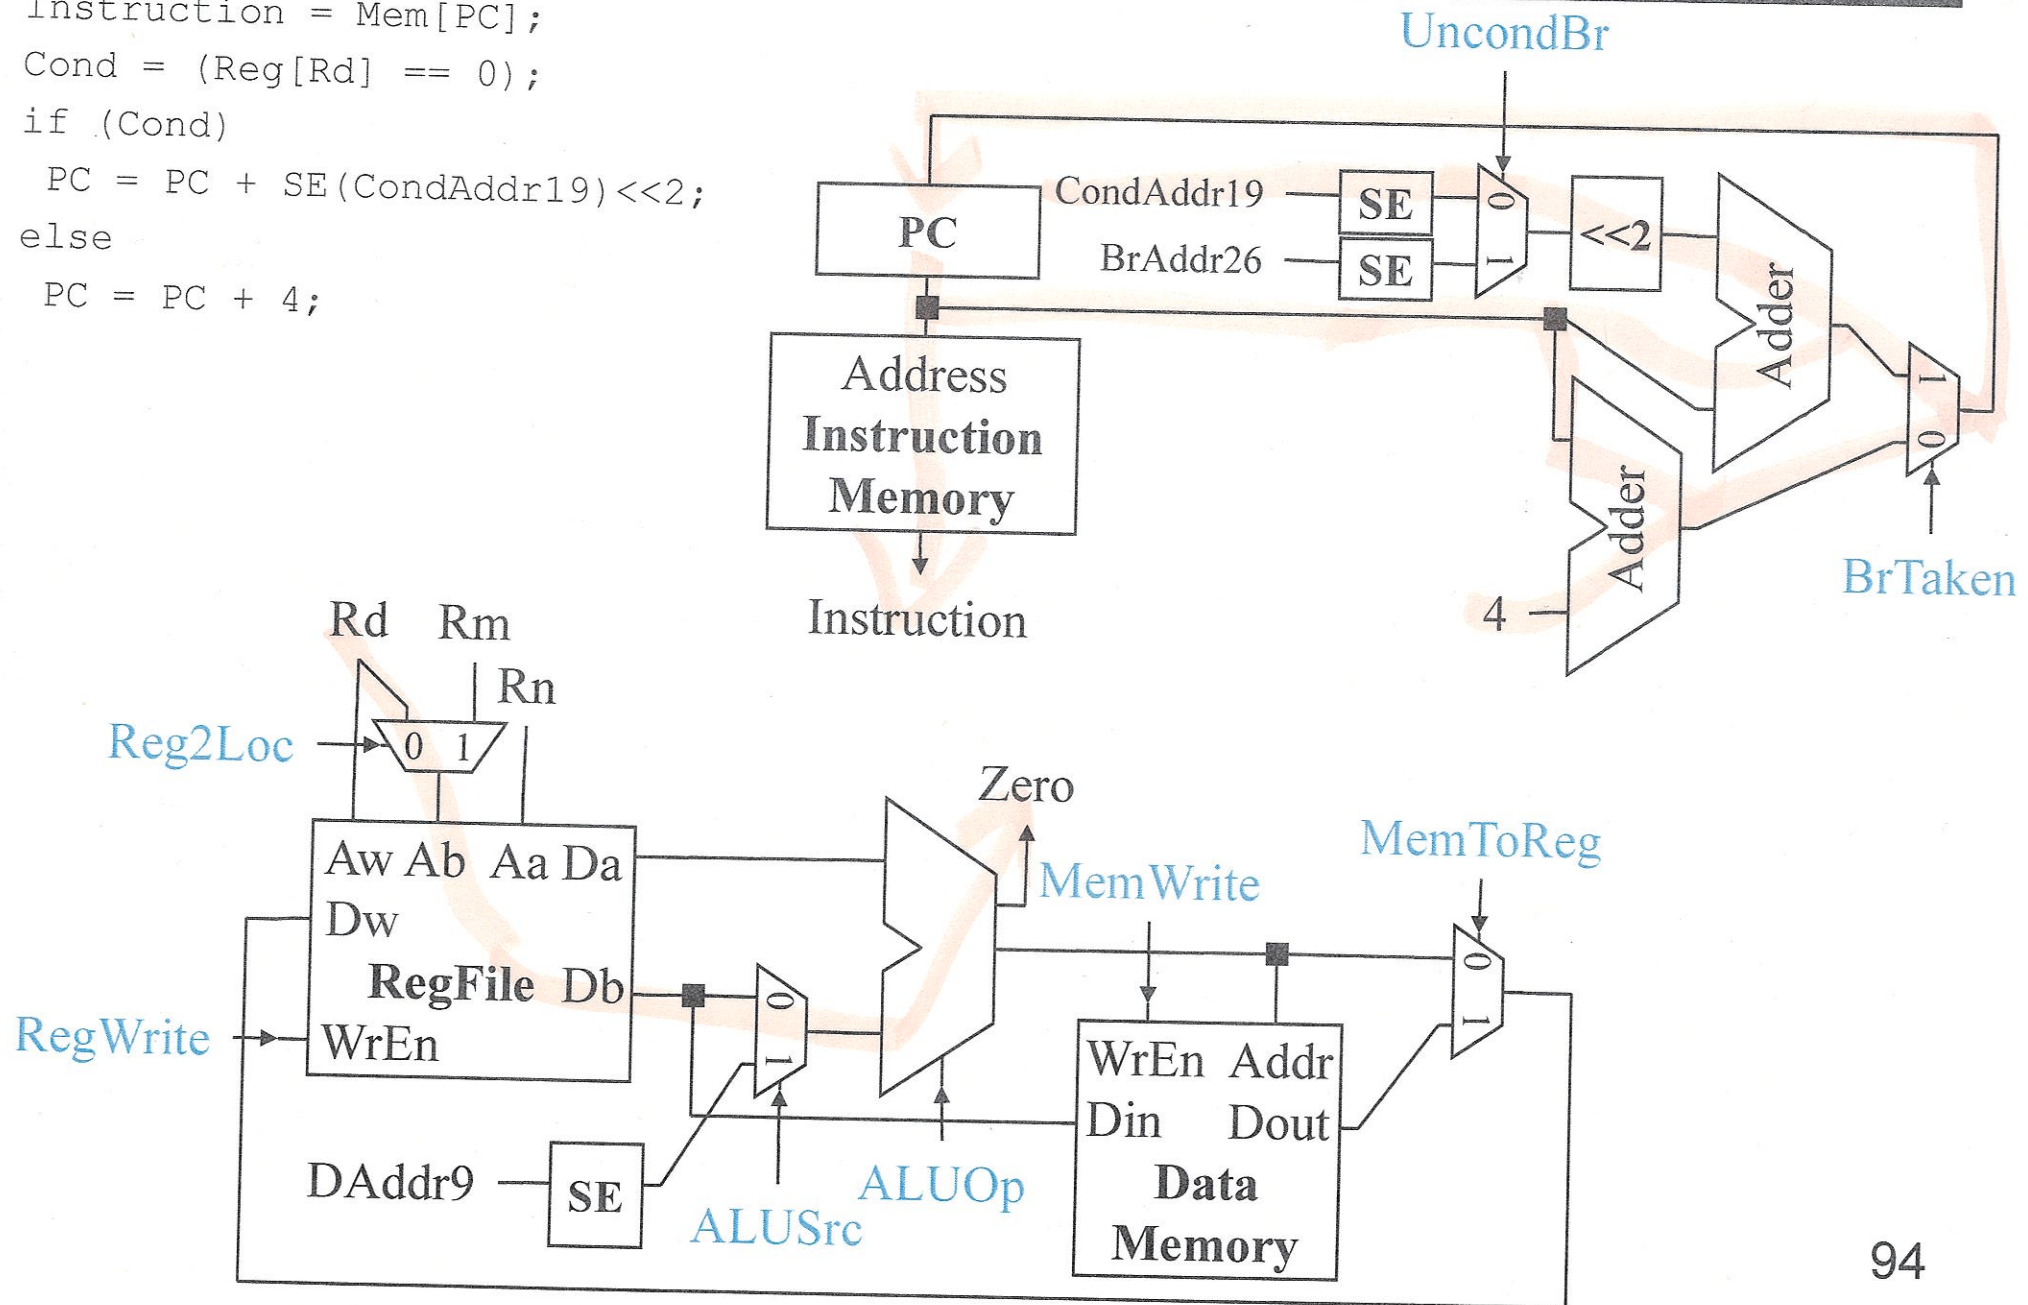 Instruction = Mem[PC];
Cond = (Reg[Rd] == 0);
if (Cond)
PC = PC + SE(CondAddr19)<<2;
else
PC = PC + 4;
UncondBr
CondAddr19
SE
0
<<2
PC
BrAddr26
SE
1
Adder
1
0
Address
Instruction
Memory
Adder
4
BrTaken
Instruction
Rd
Rm
Rn
Reg2Loc
0 1
Zero
MemToReg
Aw Ab Aa Da
MemWrite
Dw
RegFile Db
0
0
1
RegWrite
WrEn
1
WrEn Addr
Din Dout
DAddr9
SE
ALUSrc
ALUOp
Data
Memory
94